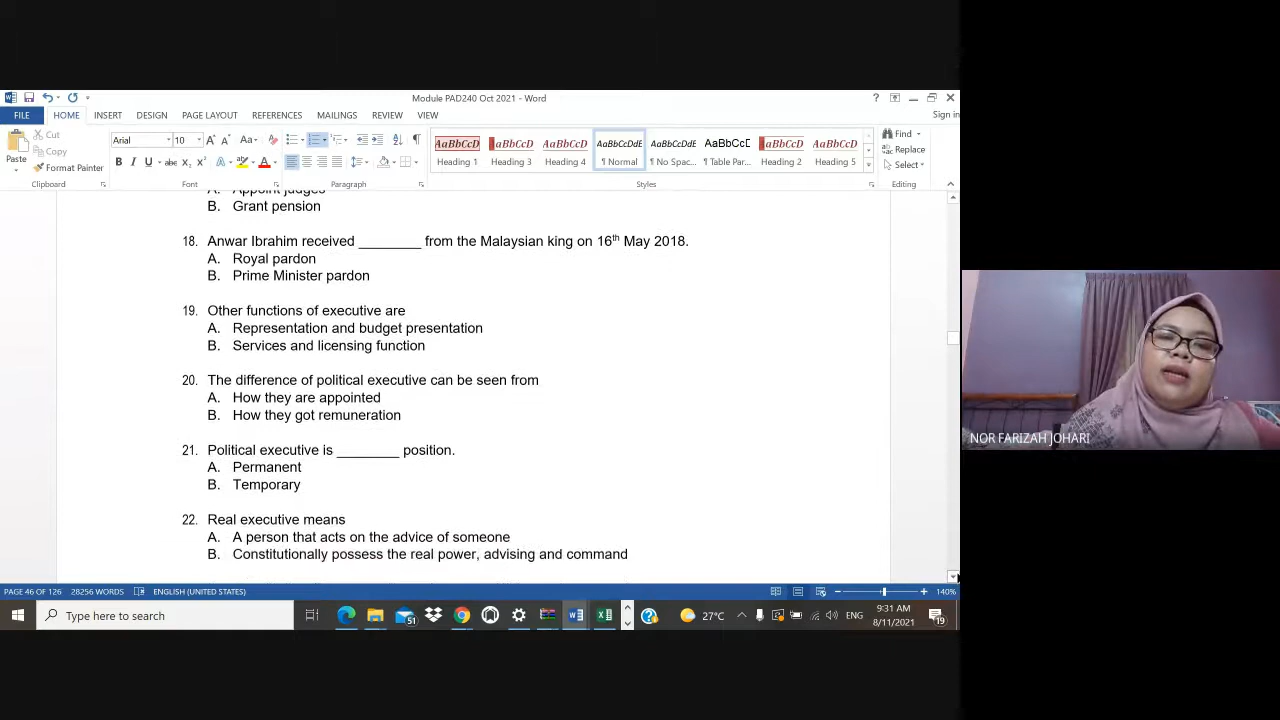 Module PAD240 Oct 2021 - Word
Sign in
FILE HOME INSERT DESIGN PAGE LAYOUT REFERENCES MAILINGS REVIEW VIEW
Paste
Cut
Copy
Format Painter
Arial 10
AaBbCcD AaBbCcD AaBbCcD AaBbCcDdE AaBbCcDdE AaBbCcI AaBbCcD AaBbCcD
Heading 1 Heading 3 Heading 4 ¶ Normal ¶ No Spac... ¶ Table Par... Heading 2 Heading 5
Find
Replace
Select
Clipboard Font Paragraph Styles Editing
A. Appoint judges
B. Grant pension
18. Anwar Ibrahim received ________ from the Malaysian king on 16th May 2018.
A. Royal pardon
B. Prime Minister pardon
19. Other functions of executive are
A. Representation and budget presentation
B. Services and licensing function
20. The difference of political executive can be seen from
A. How they are appointed
B. How they got remuneration
21. Political executive is ________ position.
A. Permanent
B. Temporary
22. Real executive means
A. A person that acts on the advice of someone
B. Constitutionally possess the real power, advising and command
PAGE 46 OF 126 28256 WORDS ENGLISH (UNITED STATES) 140%
Type here to search
51
27°C
ENG
9:31 AM
8/11/2021
19
NOR FARIZAH JOHARI